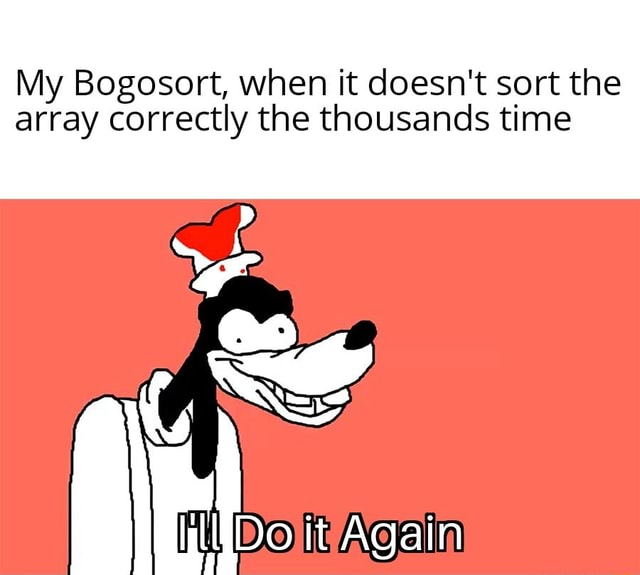 My Bogosort, when it doesn't sort the
array correctly the thousands time
I'll Do it Again